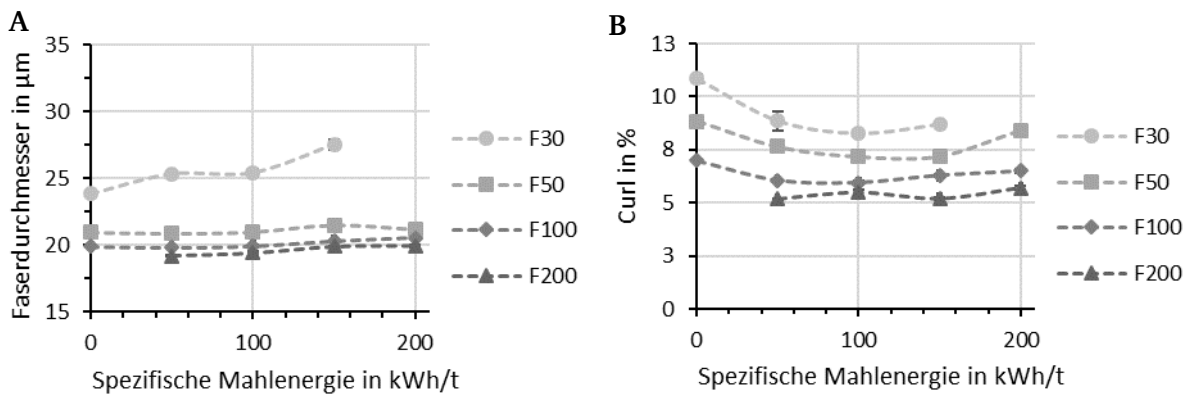 A
Faserdurchmesser in µm
35
30
25
20
15
0
100
200
Spezifische Mahlenergie in kWh/t
F30
F50
F100
F200
B
Curl in %
13
10
8
5
3
0
0
100
200
Spezifische Mahlenergie in kWh/t
F30
F50
F100
F200